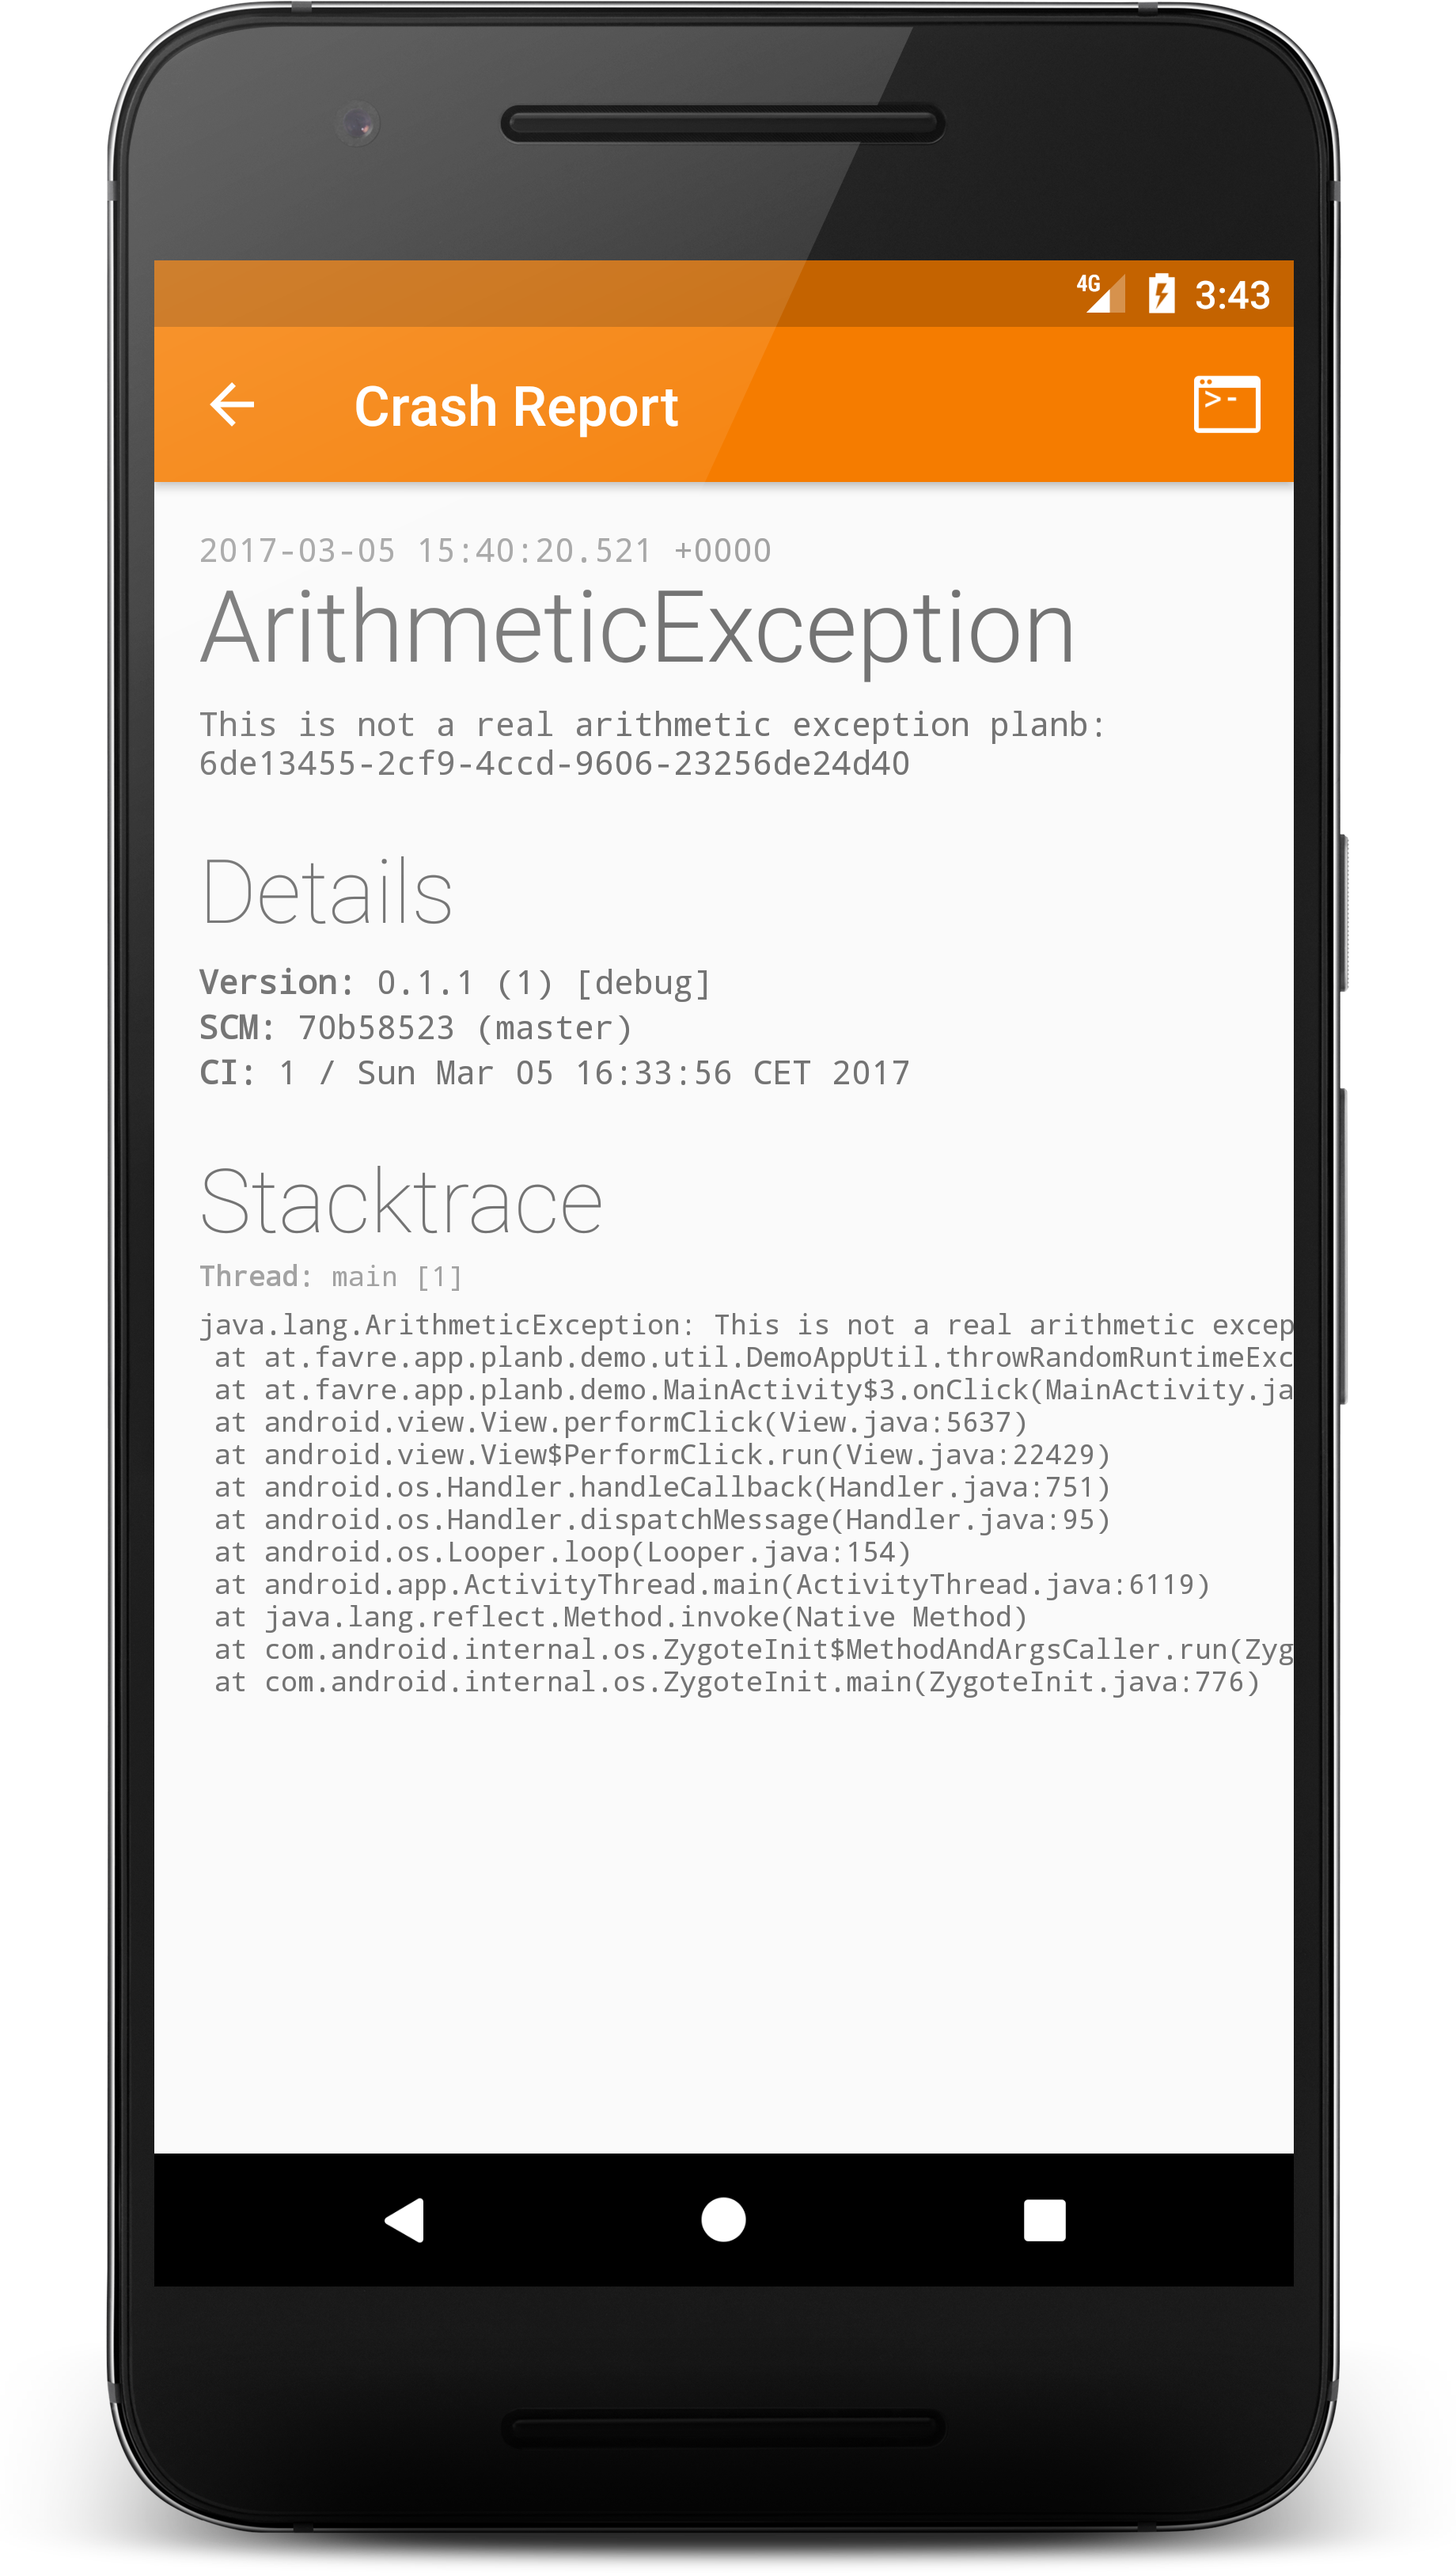 4G 3:43
Crash Report
>-
2017-03-05 15:40:20.521 +0000
ArithmeticException
This is not a real arithmetic exception planb:
6de13455-2cf9-4ccd-9606-23256de24d40
Details
Version: 0.1.1 (1) [debug]
SCM: 70b58523 (master)
CI: 1 / Sun Mar 05 16:33:56 CET 2017
Stacktrace
Thread: main [1]
java.lang.ArithmeticException: This is not a real arithmetic excep
at at.favre.app.planb.demo.util.DemoAppUtil.throwRandomRuntimeExc
at at.favre.app.planb.demo.MainActivity$3.onClick(MainActivity.ja
at android.view.View.performClick(View.java:5637)
at android.view.View$PerformClick.run(View.java:22429)
at android.os.Handler.handleCallback(Handler.java:751)
at android.os.Handler.dispatchMessage(Handler.java:95)
at android.os.Looper.loop(Looper.java:154)
at android.app.ActivityThread.main(ActivityThread.java:6119)
at java.lang.reflect.Method.invoke(Native Method)
at com.android.internal.os.ZygoteInit$MethodAndArgsCaller.run(Zyg
at com.android.internal.os.ZygoteInit.main(ZygoteInit.java:776)